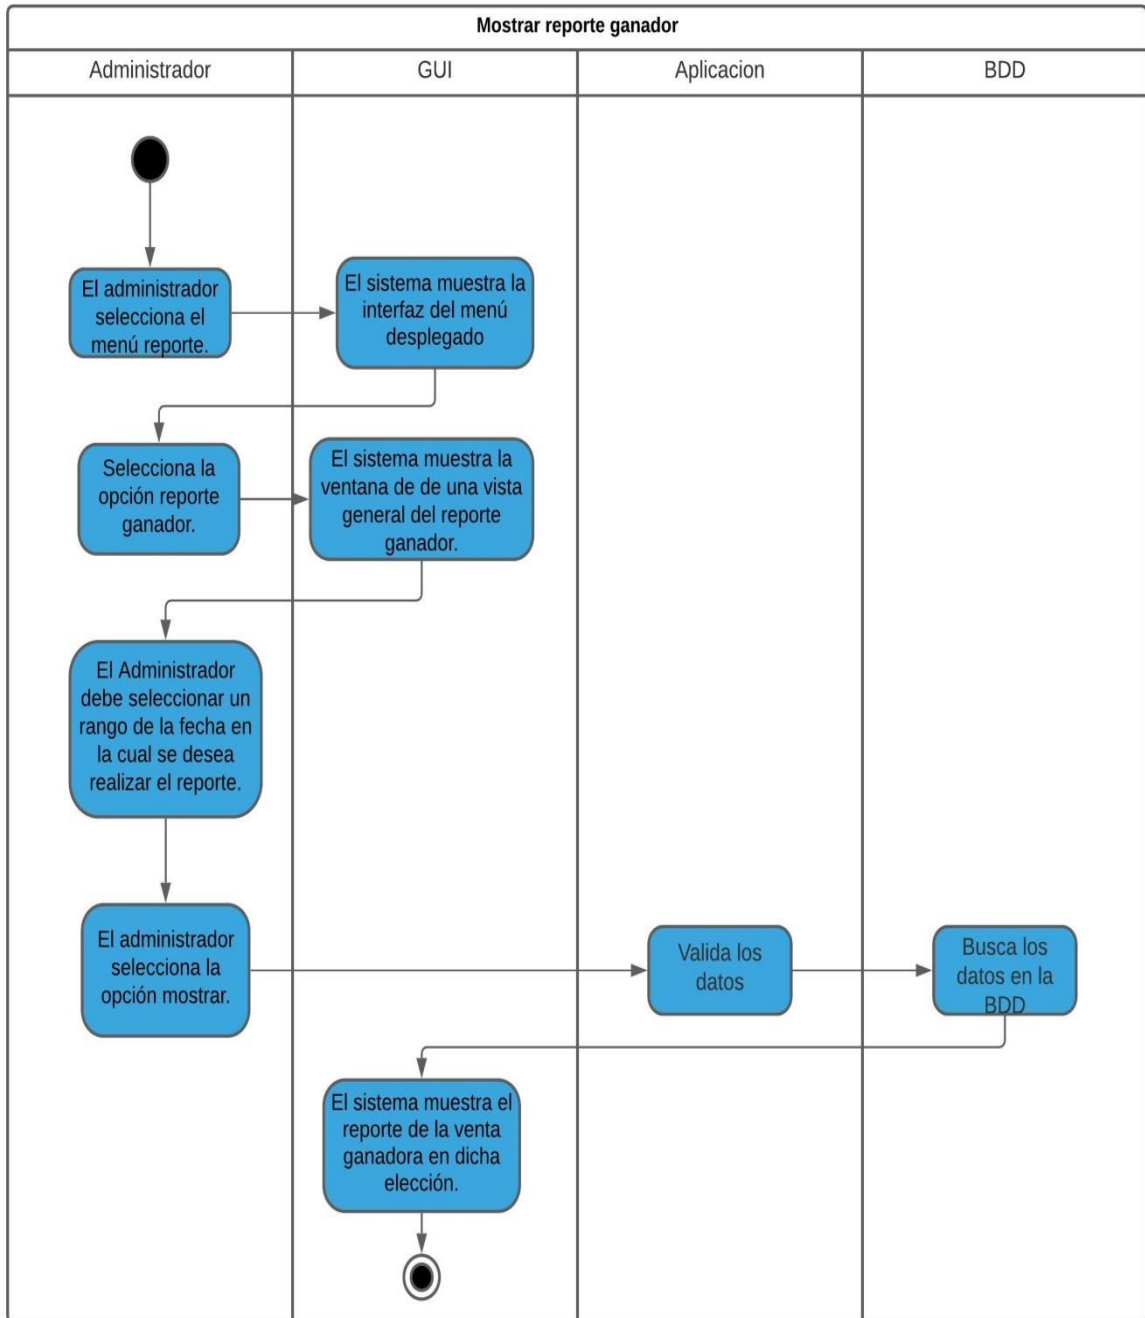 Mostrar reporte ganador
Administrador
GUI
Aplicacion
BDD
El administrador
selecciona el
menú reporte.
El sistema muestra la
interfaz del menú
desplegado
Selecciona la
opción reporte
ganador.
El sistema muestra la
ventana de de una vista
general del reporte
ganador.
El Administrador
debe seleccionar un
rango de la fecha en
la cual se desea
realizar el reporte.
El administrador
selecciona la
opción mostrar.
Valida los
datos
Busca los
datos en la
BDD
El sistema muestra el
reporte de la venta
ganadora en dicha
elección.